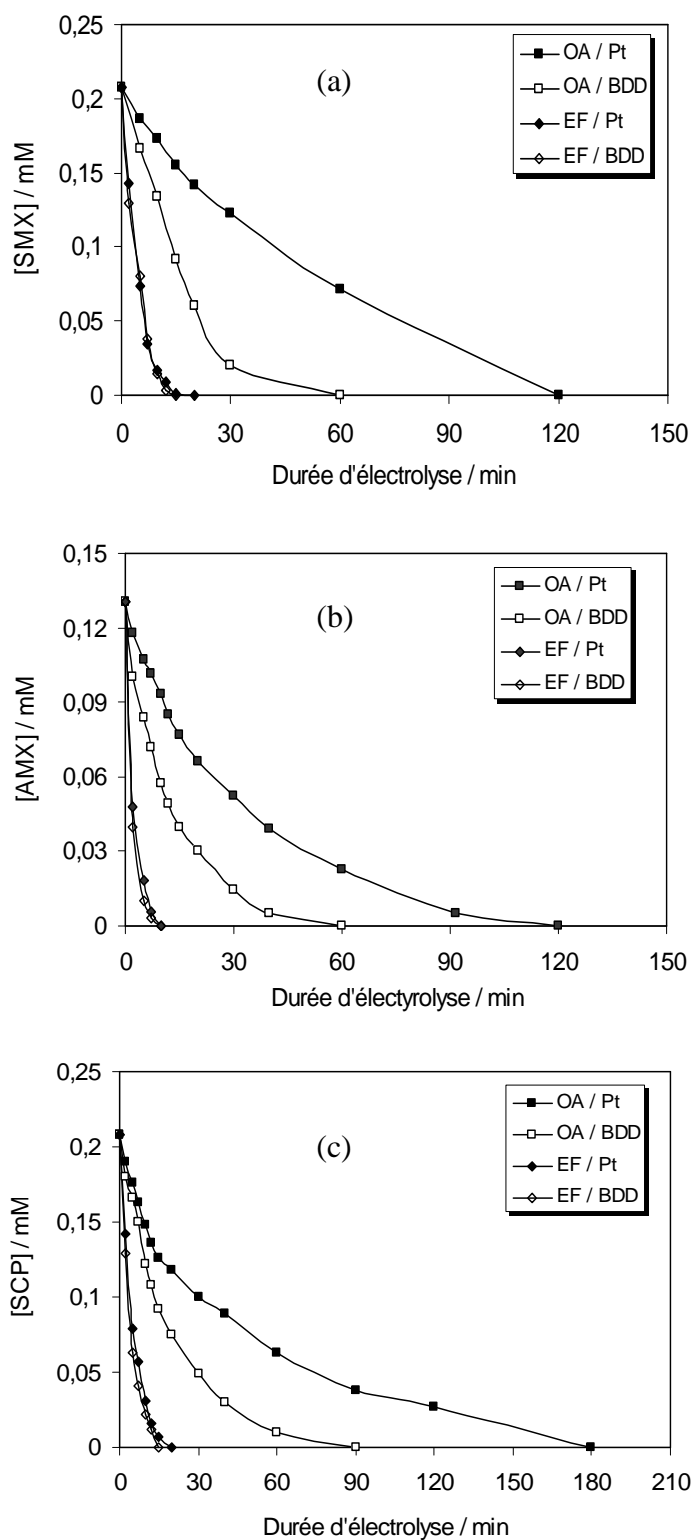 0,25
0,2
0,15
0,1
0,05
0
[SMX] / mM
(a)
OA / Pt
OA / BDD
EF / Pt
EF / BDD
0 30 60 90 120 150
Durée d'électrolyse / min
0,15
0,12
0,09
0,06
0,03
0
[AMX] / mM
(b)
OA / Pt
OA / BDD
EF / Pt
EF / BDD
0 30 60 90 120 150
Durée d'électyrolyse / min
0,25
0,2
0,15
0,1
0,05
0
[SCP] / mM
(c)
OA / Pt
OA / BDD
EF / Pt
EF / BDD
0 30 60 90 120 150 180 210
Durée d'électrolyse / min